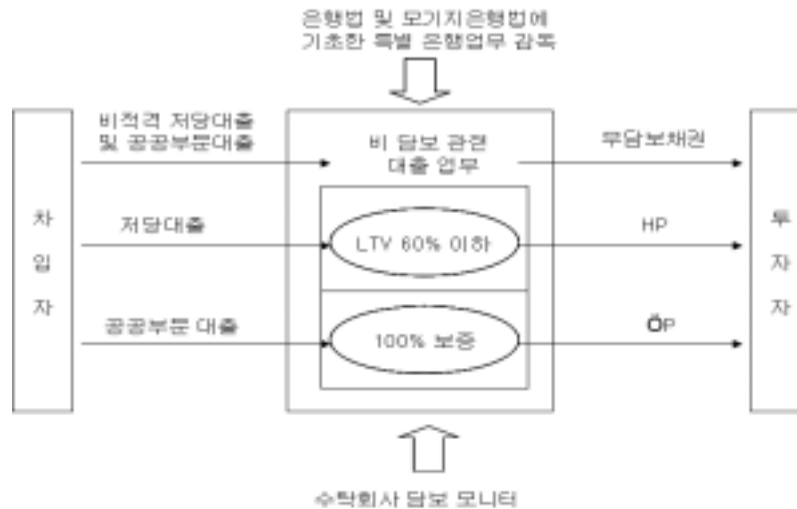 은행법 및 모기지은행법에
기초한 특별 은행업무 감독
비적격 저당대출
및 공공부문대출
비 담보 관련
대출 업무
무담보채권
차
입
자
저당대출
LTV 60% 이하
HP
투
자
자
공공부문 대출
100% 보증
ÖP
수탁회사 담보 모니터